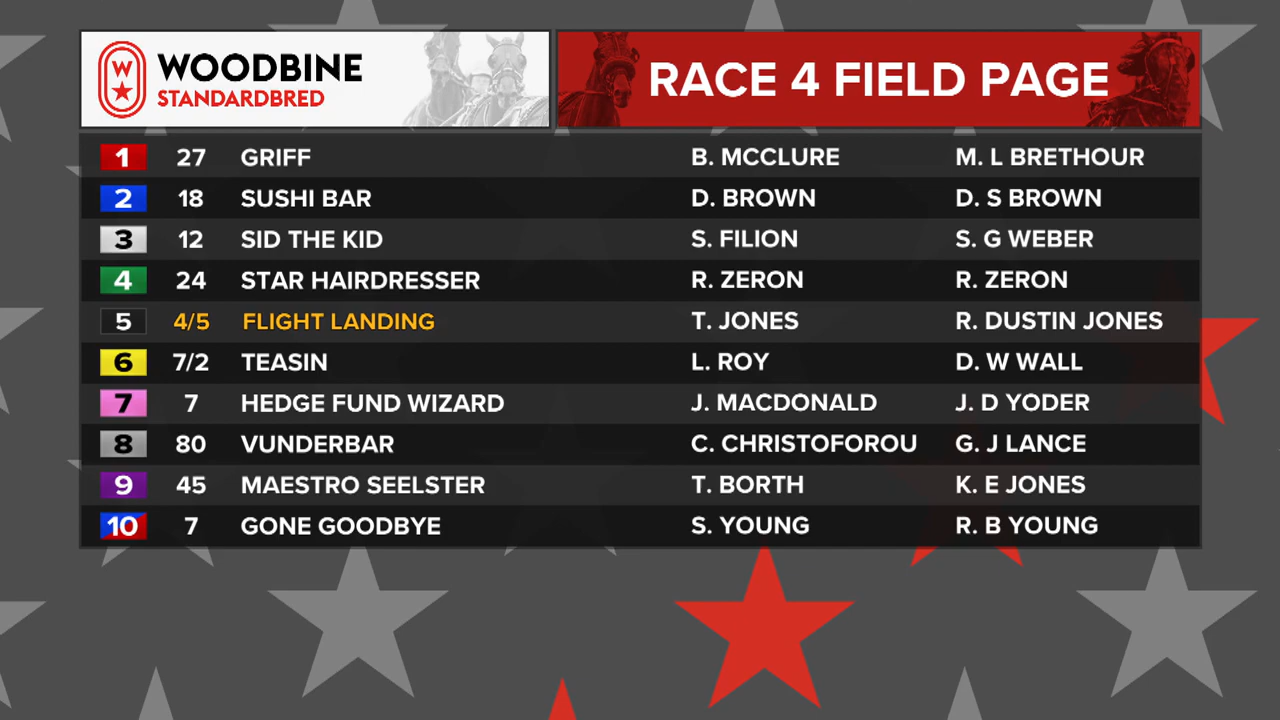 W
WOODBINE
STANDARDBRED
RACE 4 FIELD PAGE
1 27 GRIFF B. MCCLURE M. L BRETHOUR
2 18 SUSHI BAR D. BROWN D. S BROWN
3 12 SID THE KID S. FILION S. G WEBER
4 24 STAR HAIRDRESSER R. ZERON R. ZERON
5 4/5 FLIGHT LANDING T. JONES R. DUSTIN JONES
6 7/2 TEASIN L. ROY D. W WALL
7 7 HEDGE FUND WIZARD J. MACDONALD J. D YODER
8 80 VUNDERBAR C. CHRISTOFOROU G. J LANCE
9 45 MAESTRO SEELSTER T. BORTH K. E JONES
10 7 GONE GOODBYE S. YOUNG R. B YOUNG